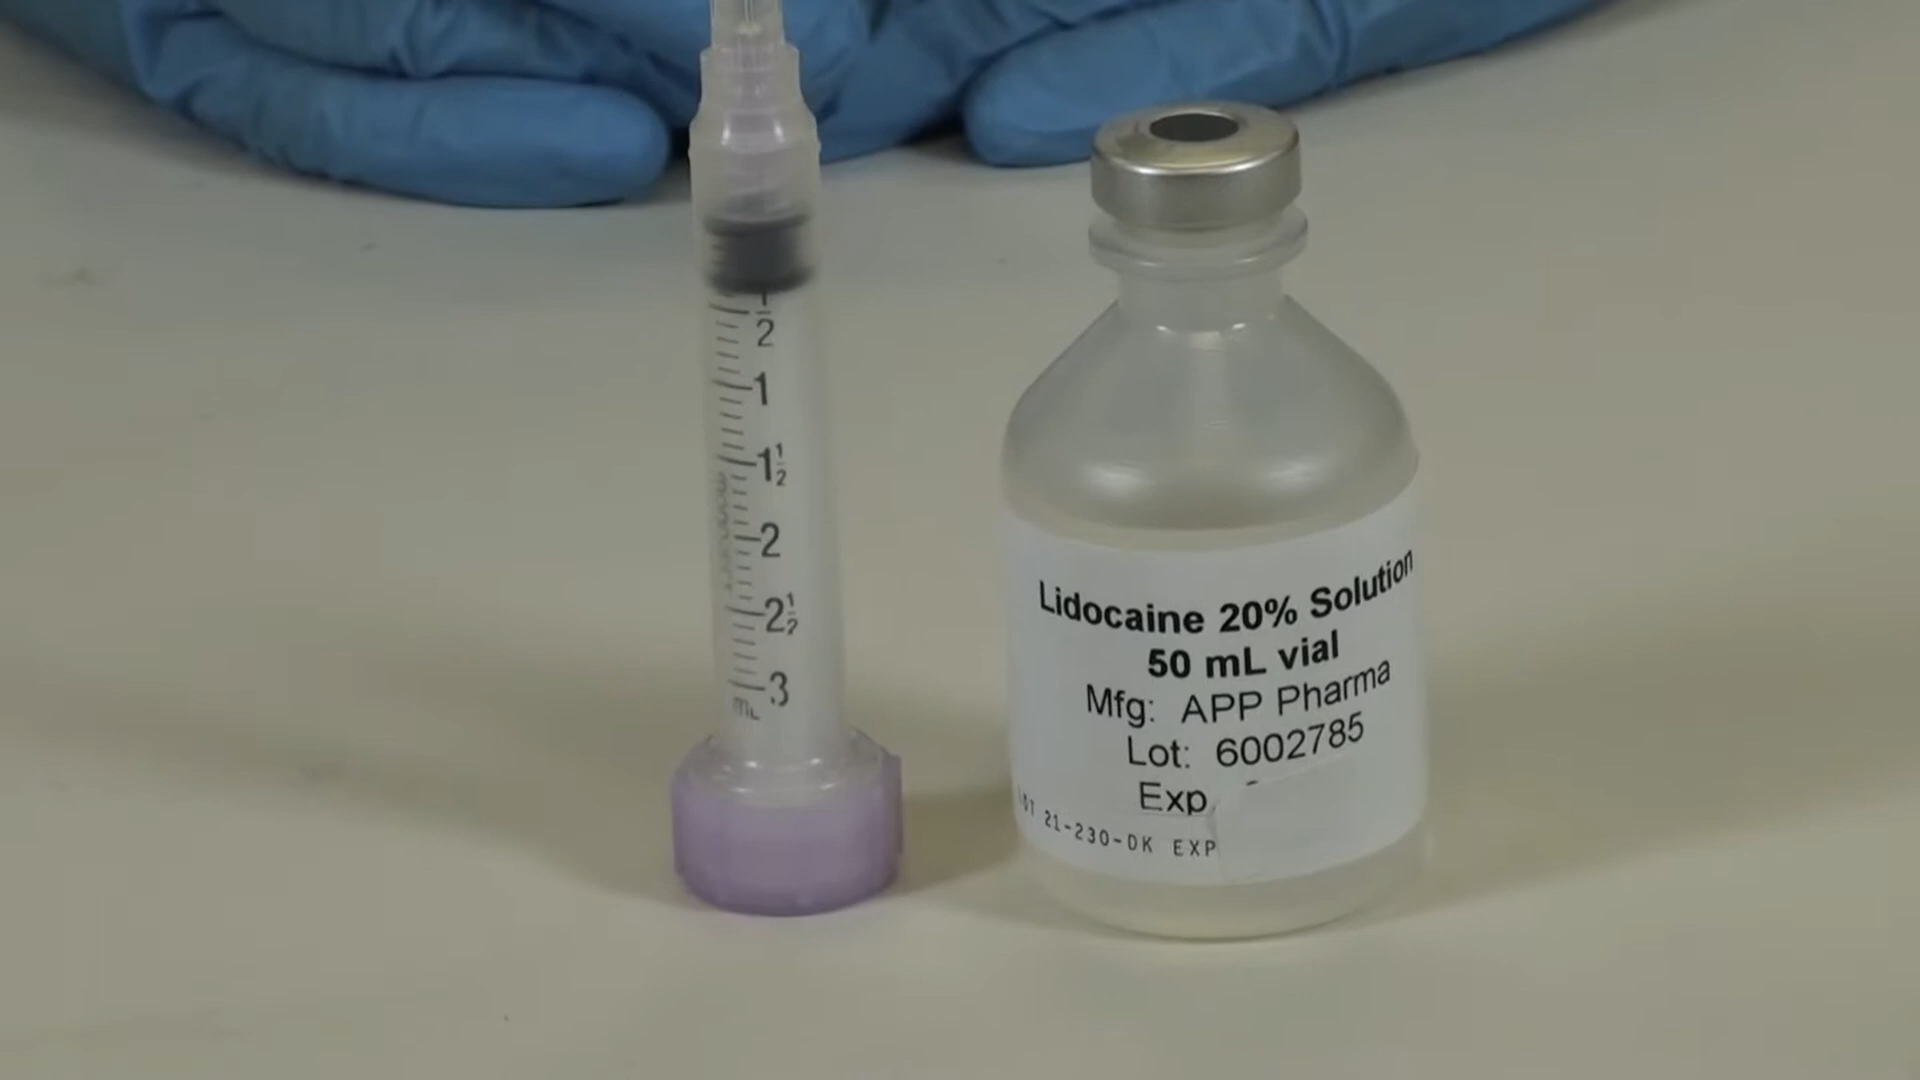 1/2
1
1 1/2
2
2 1/2
3
mL
Lidocaine 20% Solution
50 mL vial
Mfg: APP Pharma
Lot: 6002785
Exp
LOT 21-230-DK EXP